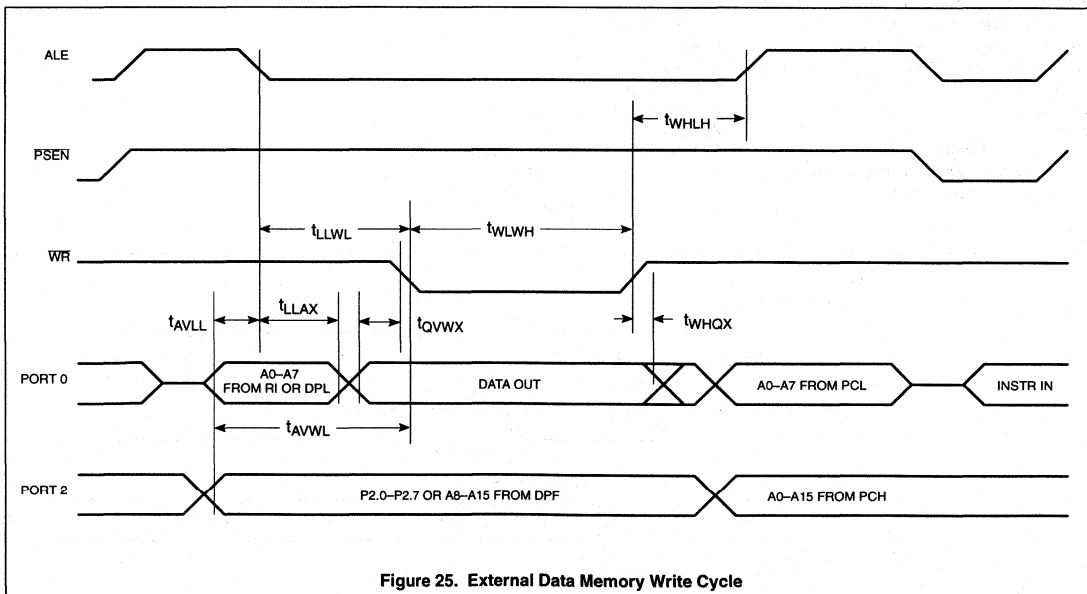 ALE
tWHLH
PSEN
tLLWL
tWLWH
WR
tAVLL
tLLAX
tQVWX
tWHQX
PORT 0
A0–A7
FROM RI OR DPL
DATA OUT
A0–A7 FROM PCL
INSTR IN
tAVWL
PORT 2
P2.0–P2.7 OR A8–A15 FROM DPF
A0–A15 FROM PCH
Figure 25. External Data Memory Write Cycle